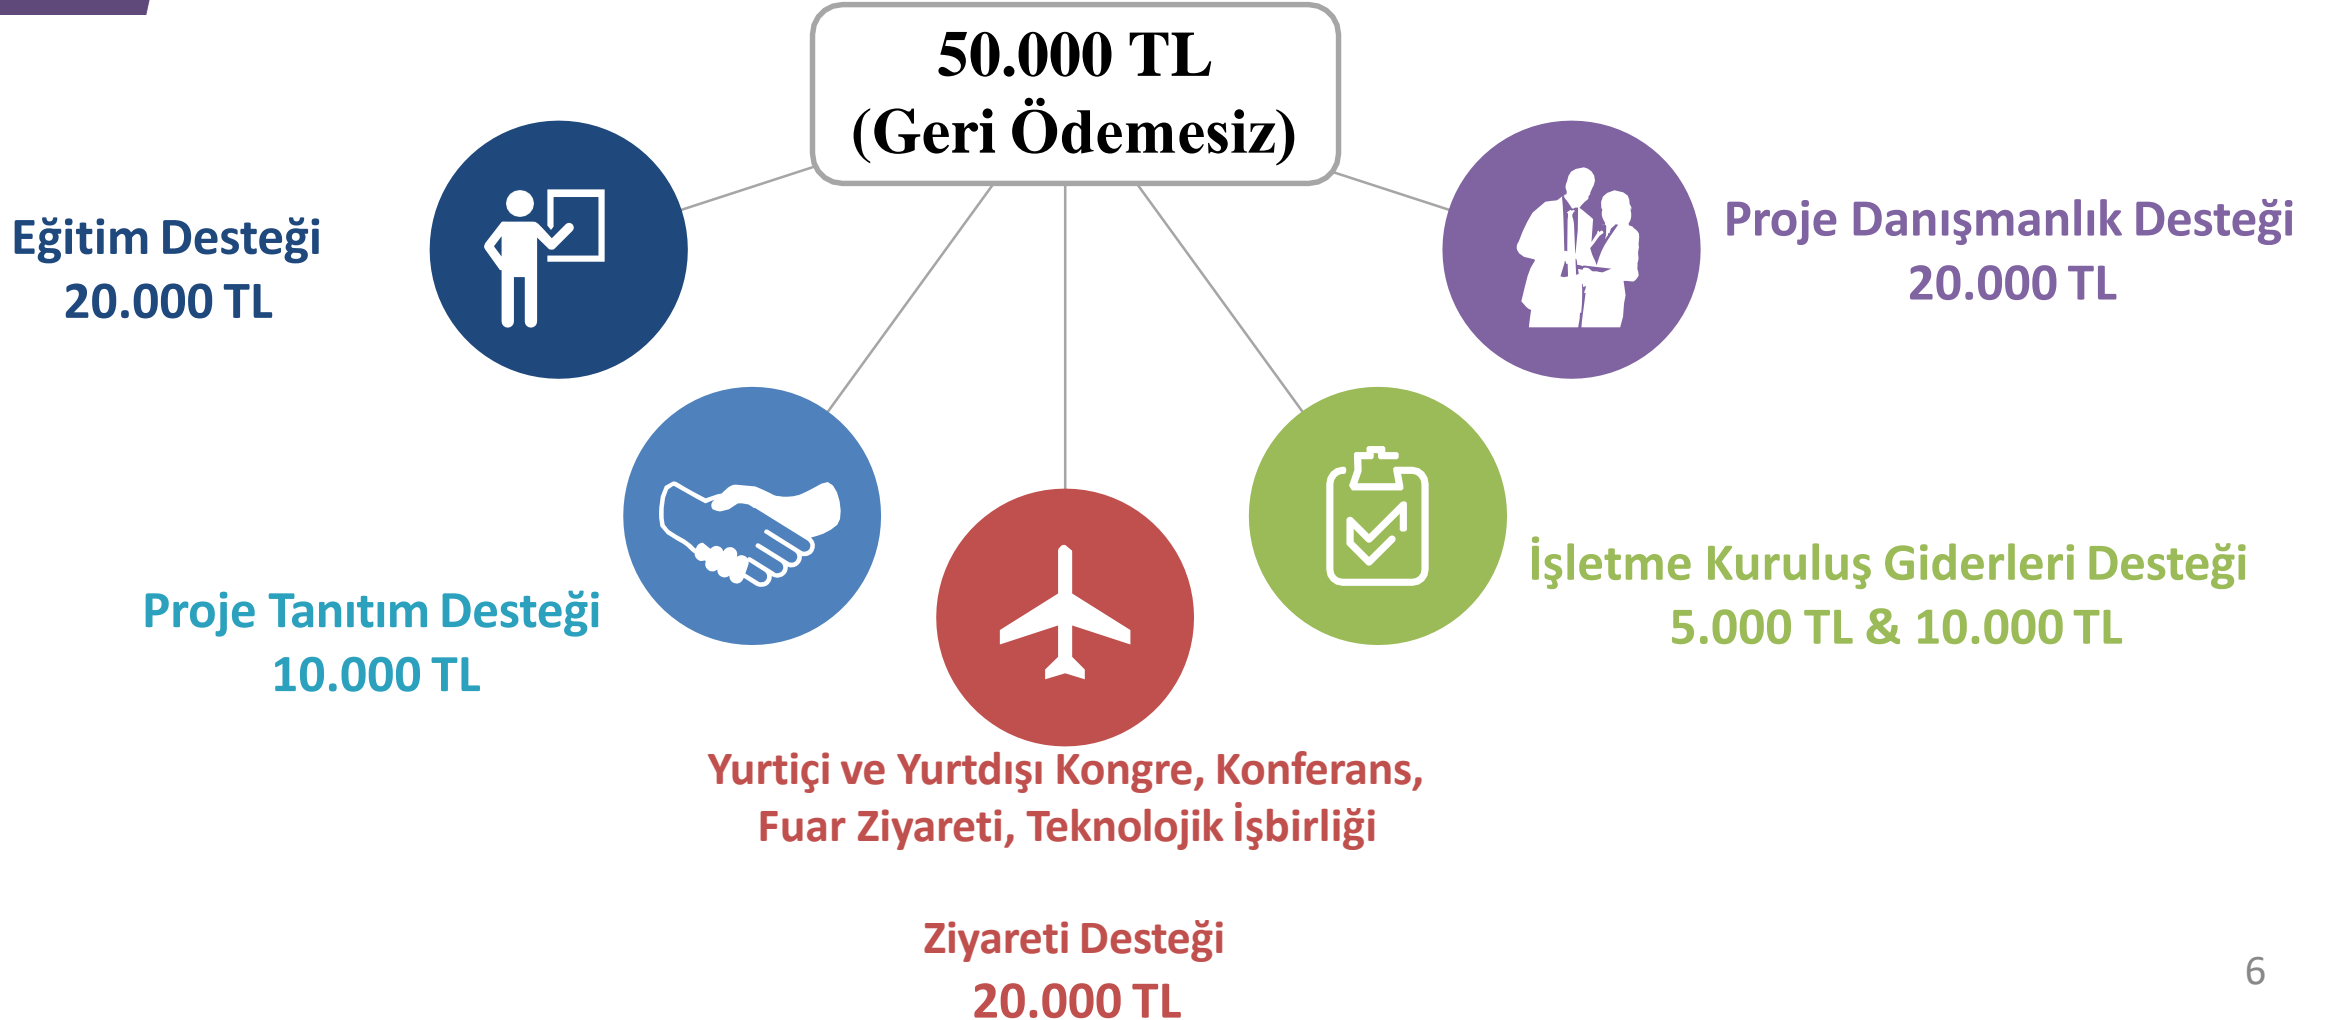 50.000 TL
(Geri Ödemesiz)
Eğitim Desteği
20.000 TL
Proje Danışmanlık Desteği
20.000 TL
Proje Tanıtım Desteği
10.000 TL
İşletme Kuruluş Giderleri Desteği
5.000 TL & 10.000 TL
Yurtiçi ve Yurtdışı Kongre, Konferans,
Fuar Ziyareti, Teknolojik İşbirliği
Ziyareti Desteği
20.000 TL
6